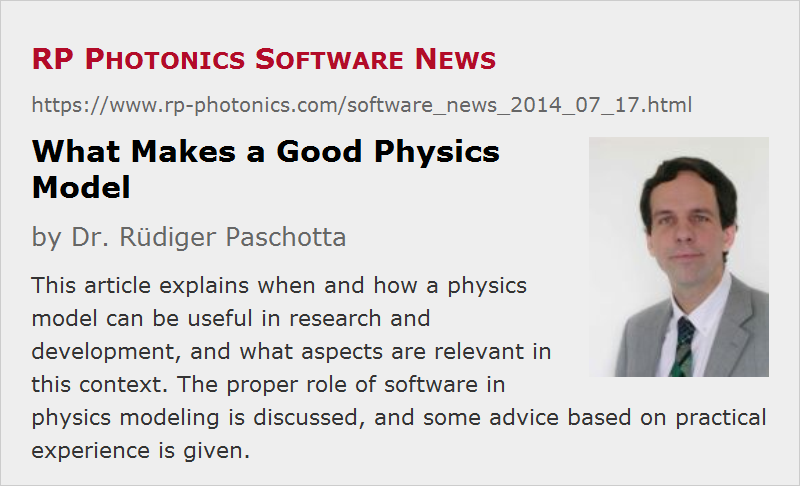 RP Photonics Software News
https://www.rp-photonics.com/software_news_2014_07_17.html
What Makes a Good Physics
Model
by Dr. Rüdiger Paschotta
This article explains when and how a physics
model can be useful in research and
development, and what aspects are relevant in
this context. The proper role of software in
physics modeling is discussed, and some advice based on practical
experience is given.